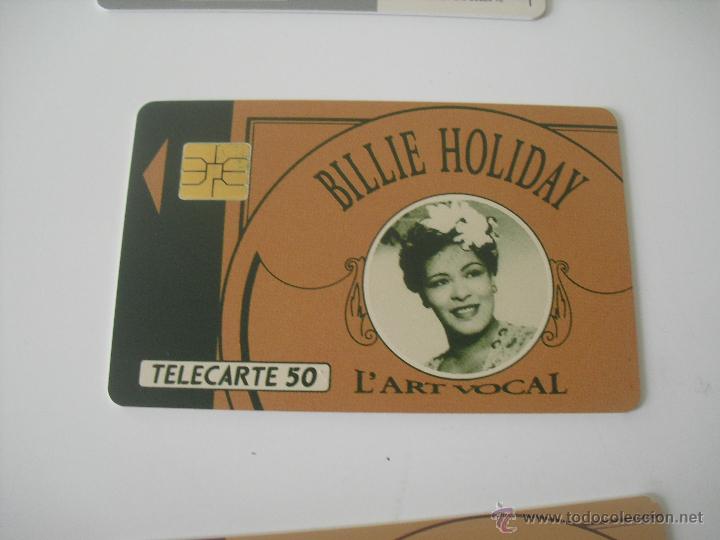 BILLIE HOLIDAY
TELECARTE 50
L'ART VOCAL
www.todocoleccion.net